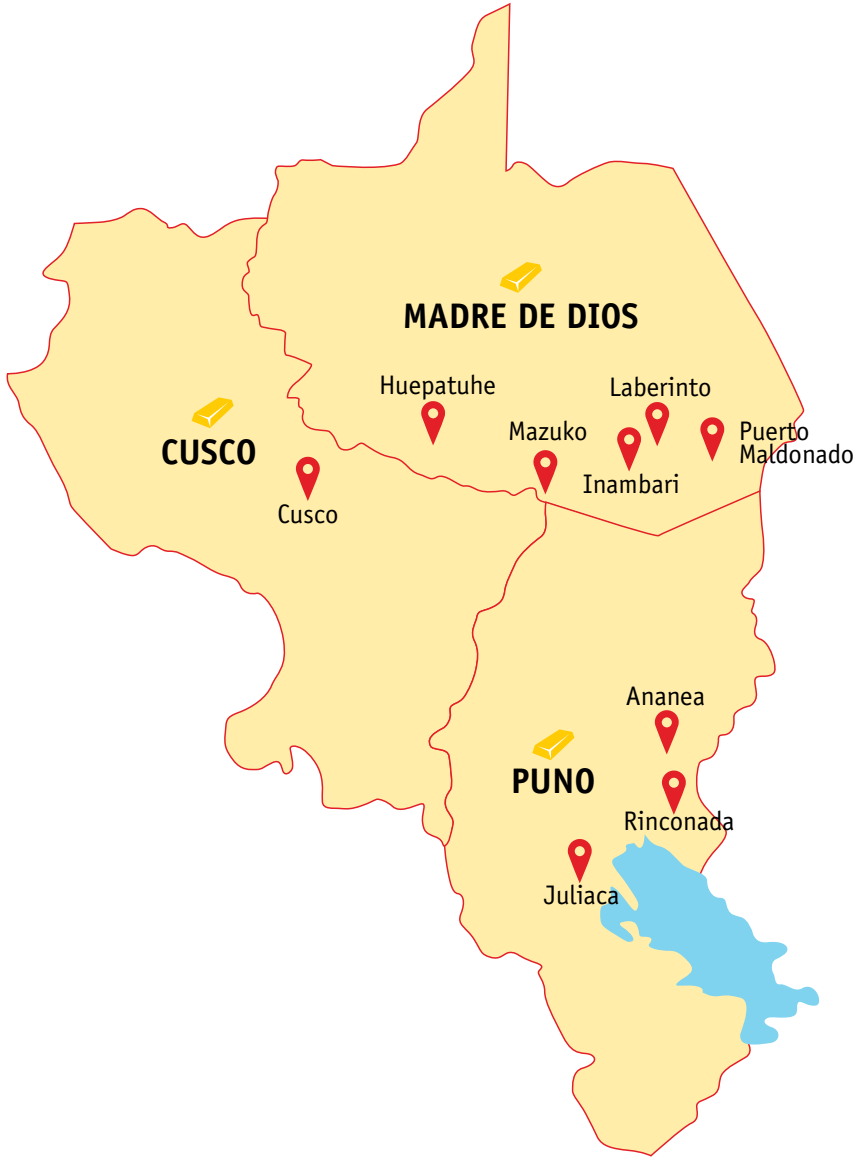 MADRE DE DIOS
Huepatuhe
Laberinto
Mazuko
Puerto
Maldonado
Inambari
CUSCO
Cusco
Ananea
PUNO
Rinconada
Juliaca